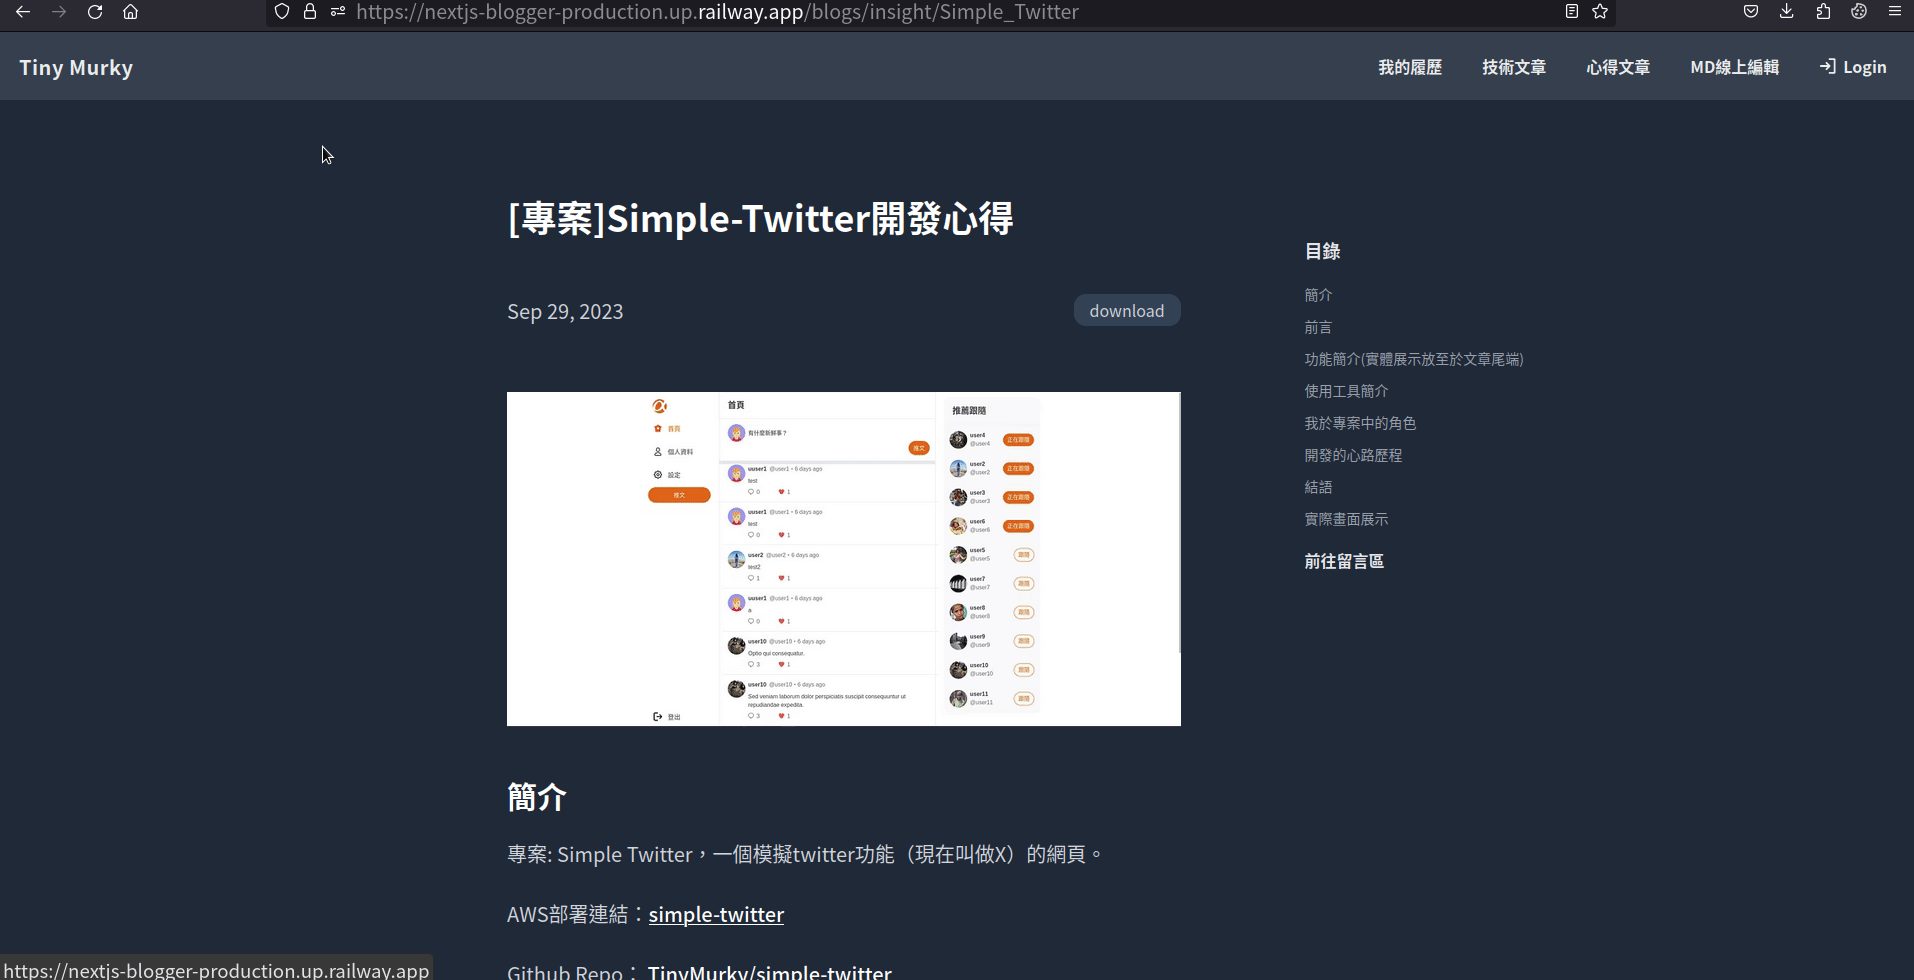 https://nextjs-blogger-production.up.railway.app/blogs/insight/Simple_Twitter
Tiny Murky
我的履歷
技術文章
心得文章
MD線上編輯
Login
[專案]Simple-Twitter開發心得
Sep 29, 2023
download
首頁
個人資料
設定
推文
登出
首頁
有什麼新鮮事？
推文
uuser1 @user1 • 6 days ago
test
0 1
uuser1 @user1 • 6 days ago
test
0 1
user2 @user2 • 6 days ago
test2
1 1
uuser1 @user1 • 6 days ago
a
0 1
user10 @user10 • 6 days ago
Optio qui consequatur.
3 1
user10 @user10 • 6 days ago
Sed veniam laborum dolor perspiciatis suscipit consequuntur ut
repudiandae expedita.
3 1
推薦跟隨
user4
@user4
正在跟隨
user2
@user2
正在跟隨
user3
@user3
正在跟隨
user6
@user6
正在跟隨
user5
@user5
跟隨
user7
@user7
跟隨
user8
@user8
跟隨
user9
@user9
跟隨
user10
@user10
跟隨
user11
@user11
跟隨
簡介
專案: Simple Twitter，一個模擬twitter功能（現在叫做X）的網頁。
AWS部署連結：simple-twitter
Github Repo： TinyMurky/simple-twitter
目錄
簡介
前言
功能簡介(實體展示放至於文章尾端)
使用工具簡介
我於專案中的角色
開發的心路歷程
結語
實際畫面展示
前往留言區
https://nextjs-blogger-production.up.railway.app